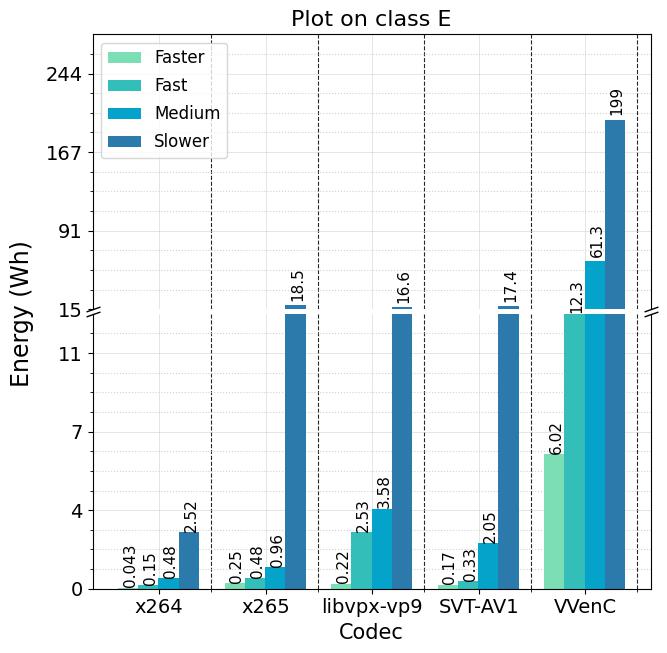 Plot on class E
Faster
Fast
Medium
Slower
Energy (Wh)
244
167
91
15
11
7
4
0
0.043
0.15
0.48
2.52
0.25
0.48
0.96
18.5
0.22
2.53
3.58
16.6
0.17
0.33
2.05
17.4
6.02
12.3
61.3
199
x264
x265
libvpx-vp9
SVT-AV1
VVenC
Codec